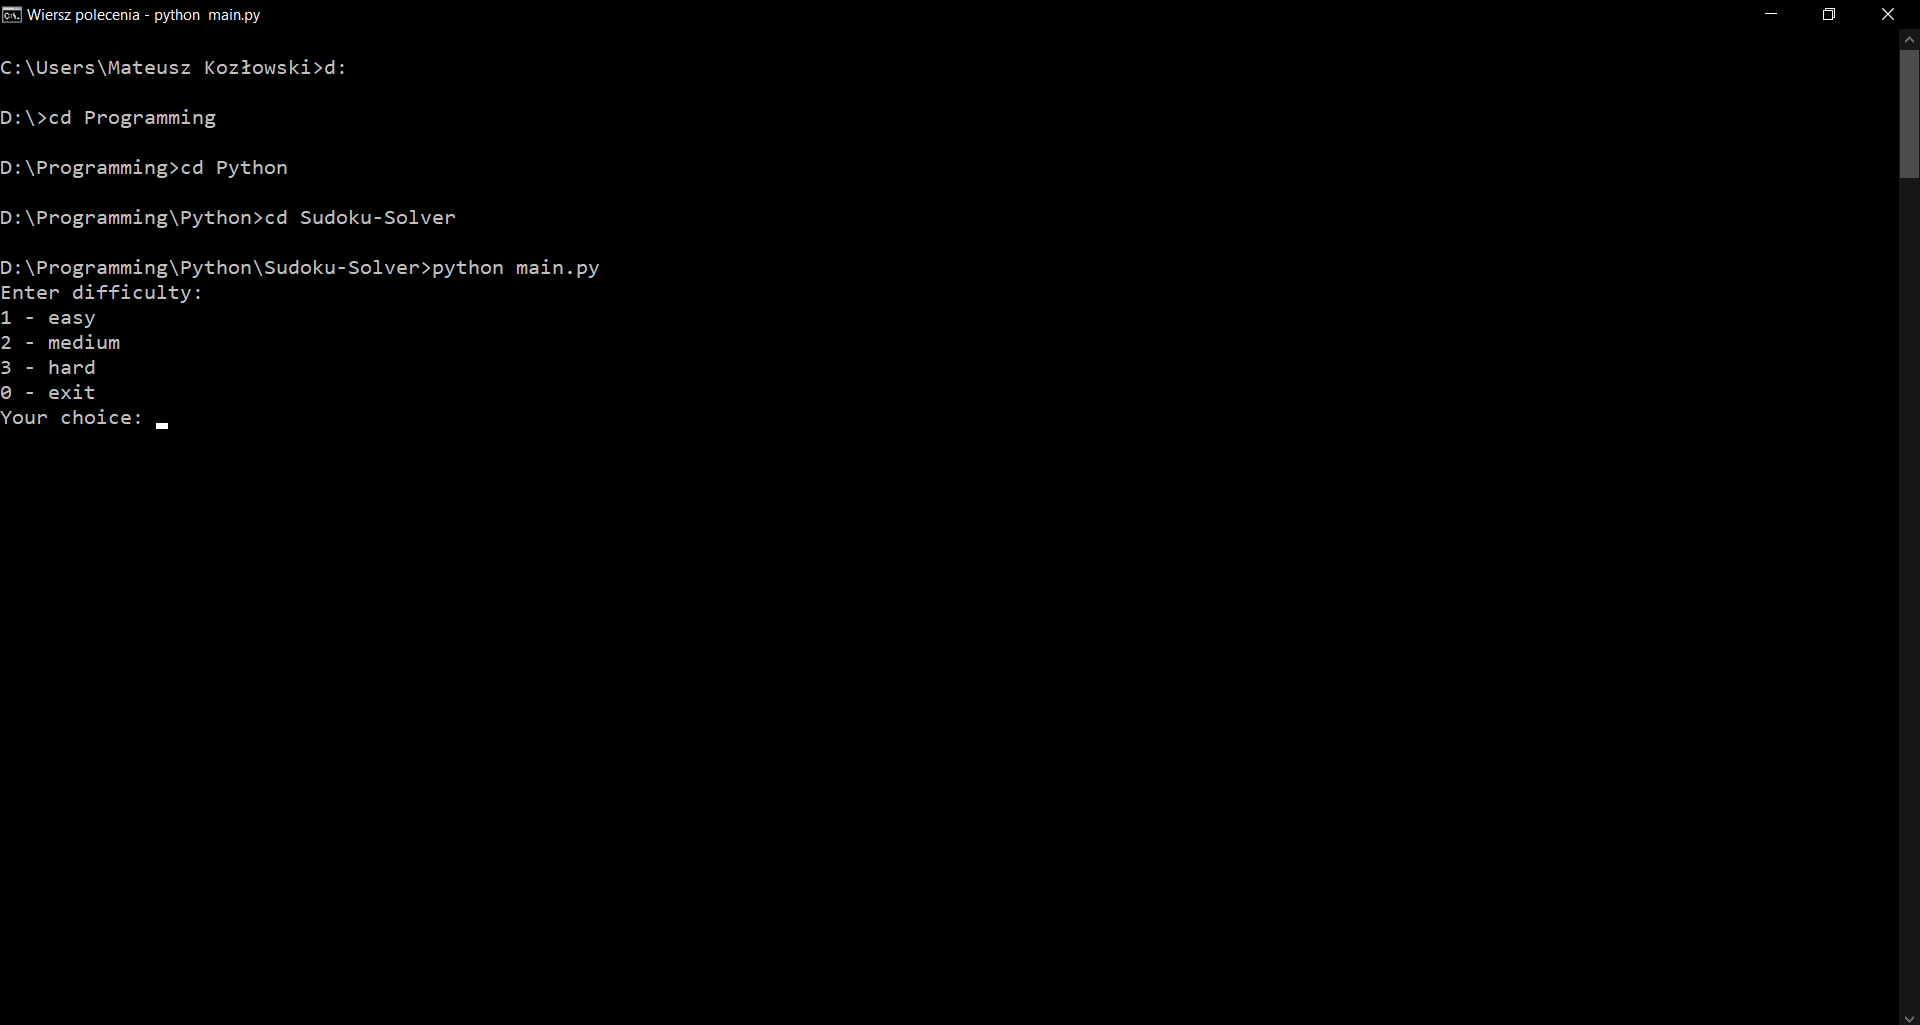 Wiersz polecenia - python  main.py
C:\Users\Mateusz Kozłowski>d:
D:\>cd Programming
D:\Programming>cd Python
D:\Programming\Python>cd Sudoku-Solver
D:\Programming\Python\Sudoku-Solver>python main.py
Enter difficulty:
1 - easy
2 - medium
3 - hard
0 - exit
Your choice: